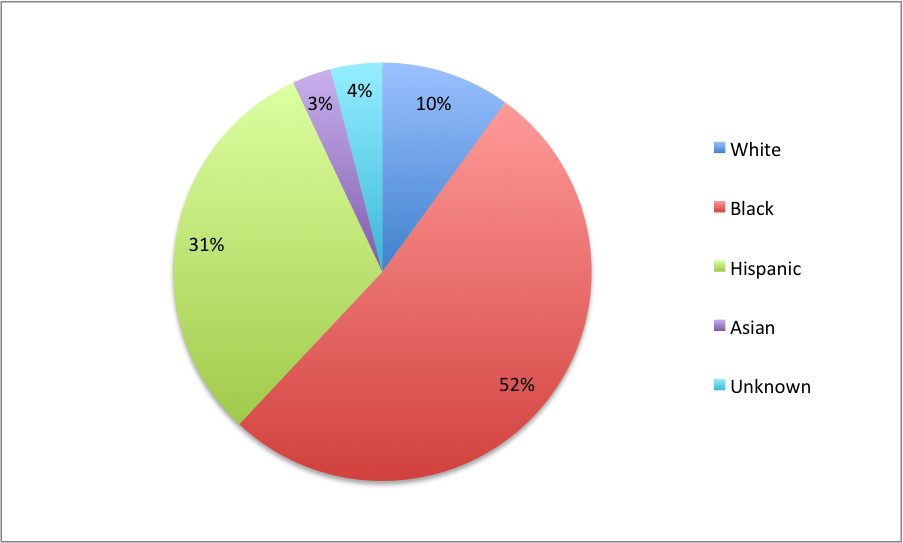 3%
4%
10%
31%
52%
White
Black
Hispanic
Asian
Unknown